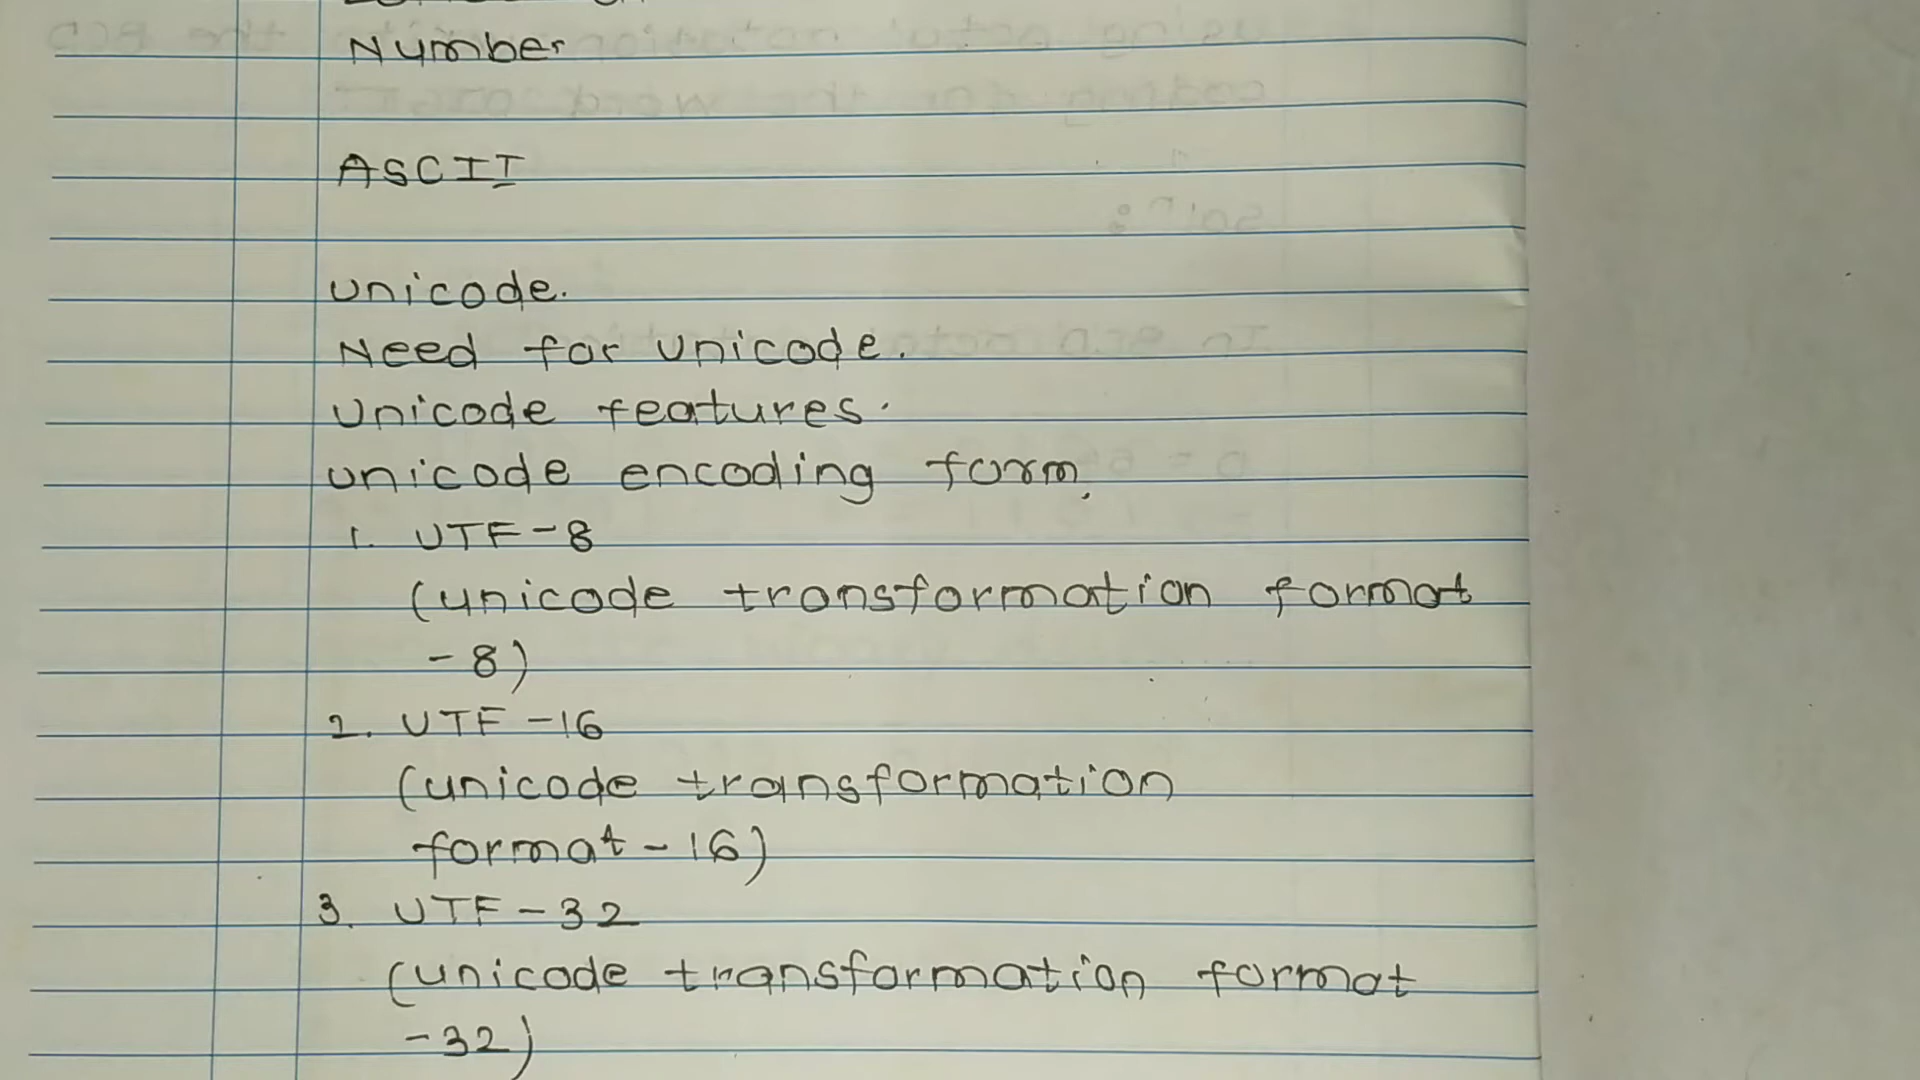 Number
ASCII
unicode.
Need for unicode.
Unicode features.
unicode encoding form.
1. UTF-8
(unicode transformation format
-8)
2. UTF-16
(unicode transformation
format-16)
3. UTF-32
(unicode transformation format
-32)